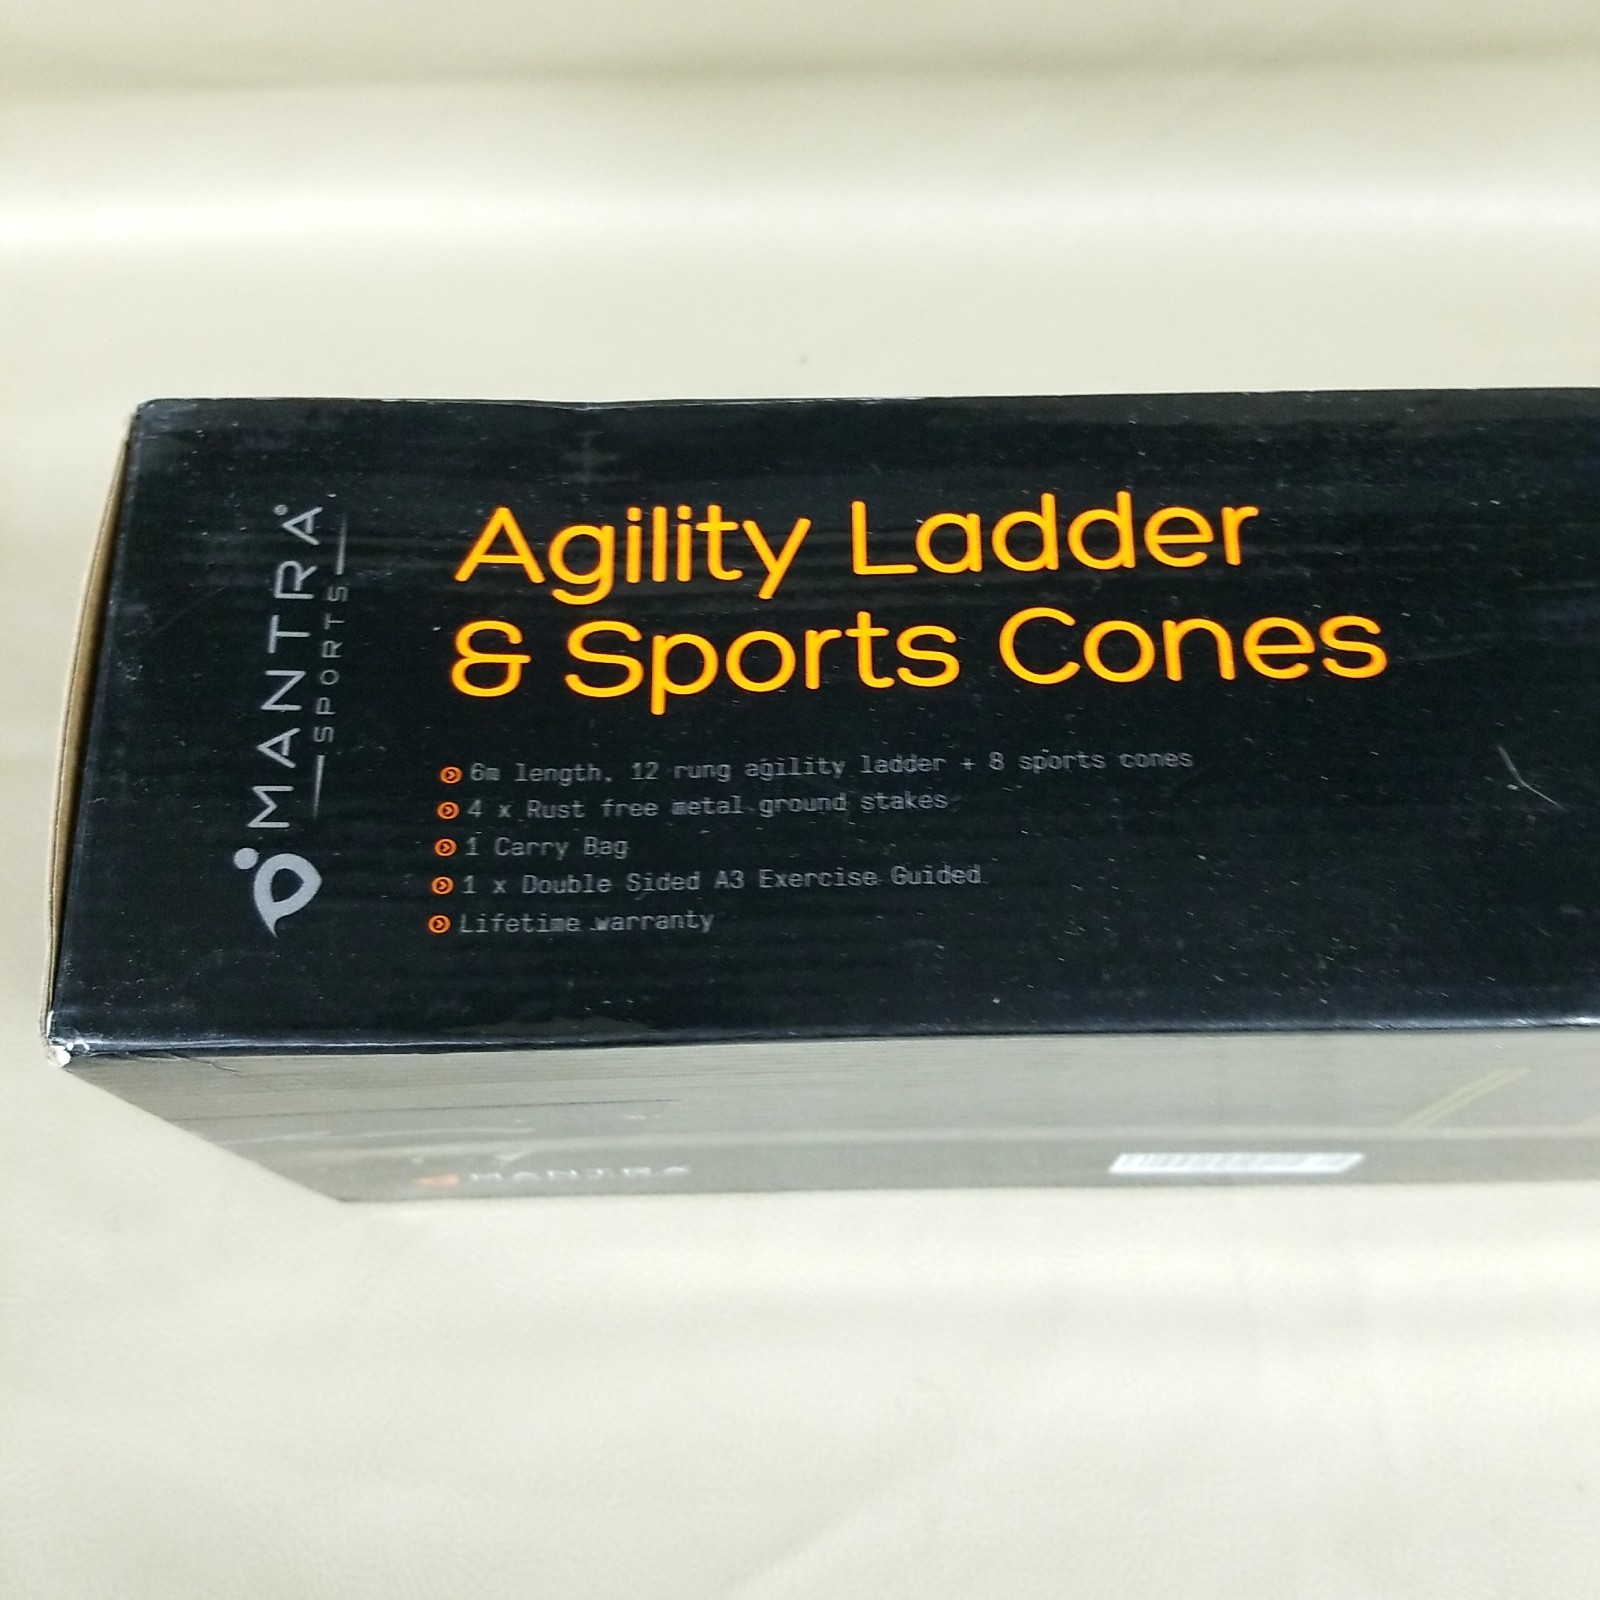 MANTRA
SPORTS
Agility Ladder
& Sports Cones
6m length, 12 rung agility ladder + 8 sports cones
4 x Rust free metal ground stakes
1 Carry Bag
1 x Double Sided A3 Exercise Guided
Lifetime warranty
MANTRA